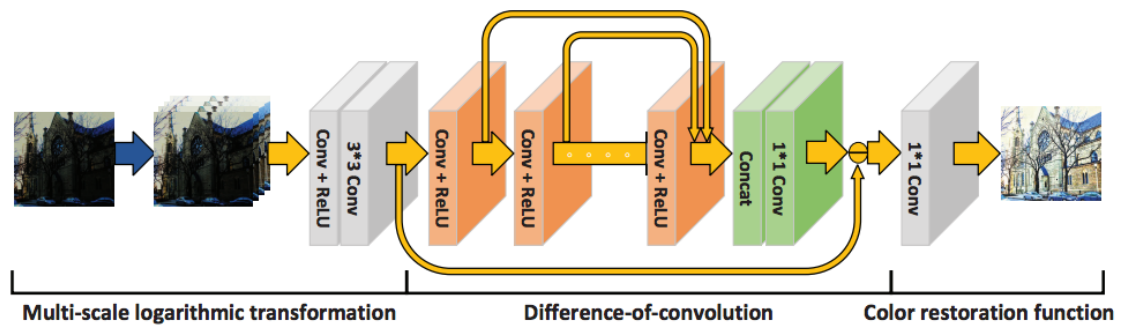 Conv + ReLU
3*3 Conv
Conv + ReLU
Conv + ReLU
Conv + ReLU
Concat
1*1 Conv
1*1 Conv
Multi-scale logarithmic transformation
Difference-of-convolution
Color restoration function